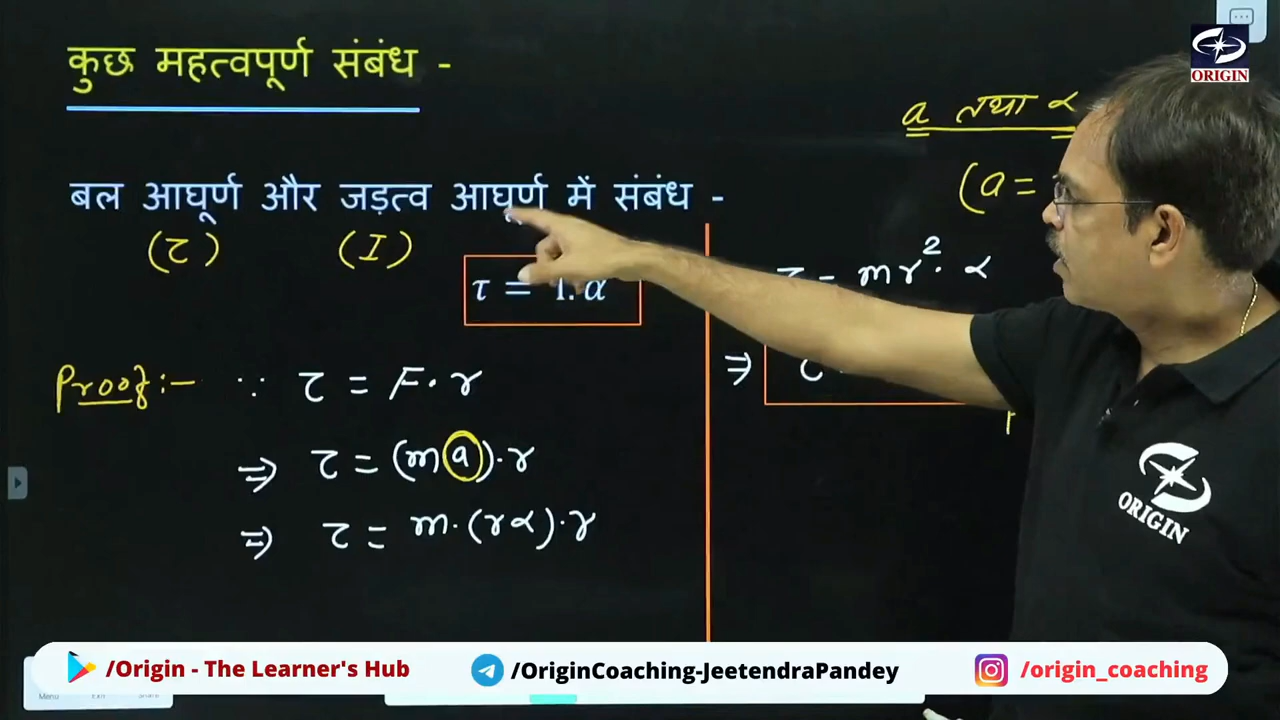 कुछ महत्वपूर्ण संबंध -
बल आघूर्ण और जड़त्व आघूर्ण में संबंध -
(τ) (I)
τ = I.α
Proof:- ∵ τ = F·r
⇒ τ = (ma)·r
⇒ τ = m·(rα)·r
a तथा α
(a =
τ = mr²·α
⇒ τ
ORIGIN
ORIGIN
/Origin - The Learner's Hub
/OriginCoaching-JeetendraPandey
/origin_coaching